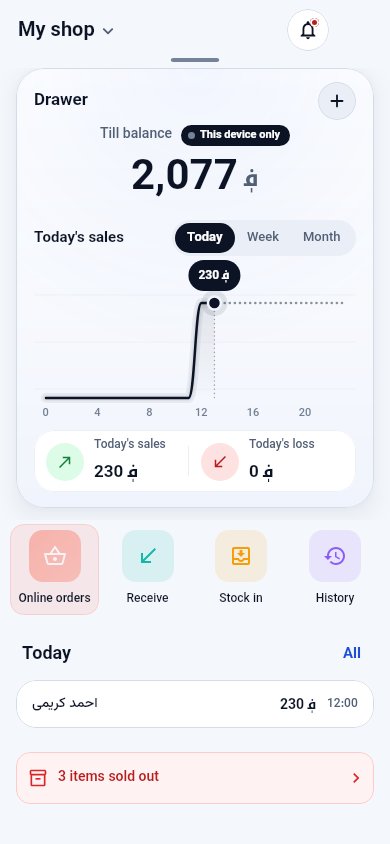 My shop
Drawer
Till balance
This device only
2,077 ؋
Today's sales
Today Week Month
230 ؋
0 4 8 12 16 20
Today's sales
230 ؋
Today's loss
0 ؋
Online orders
Receive
Stock in
History
Today
All
احمد کریمی
230 ؋ 12:00
3 items sold out